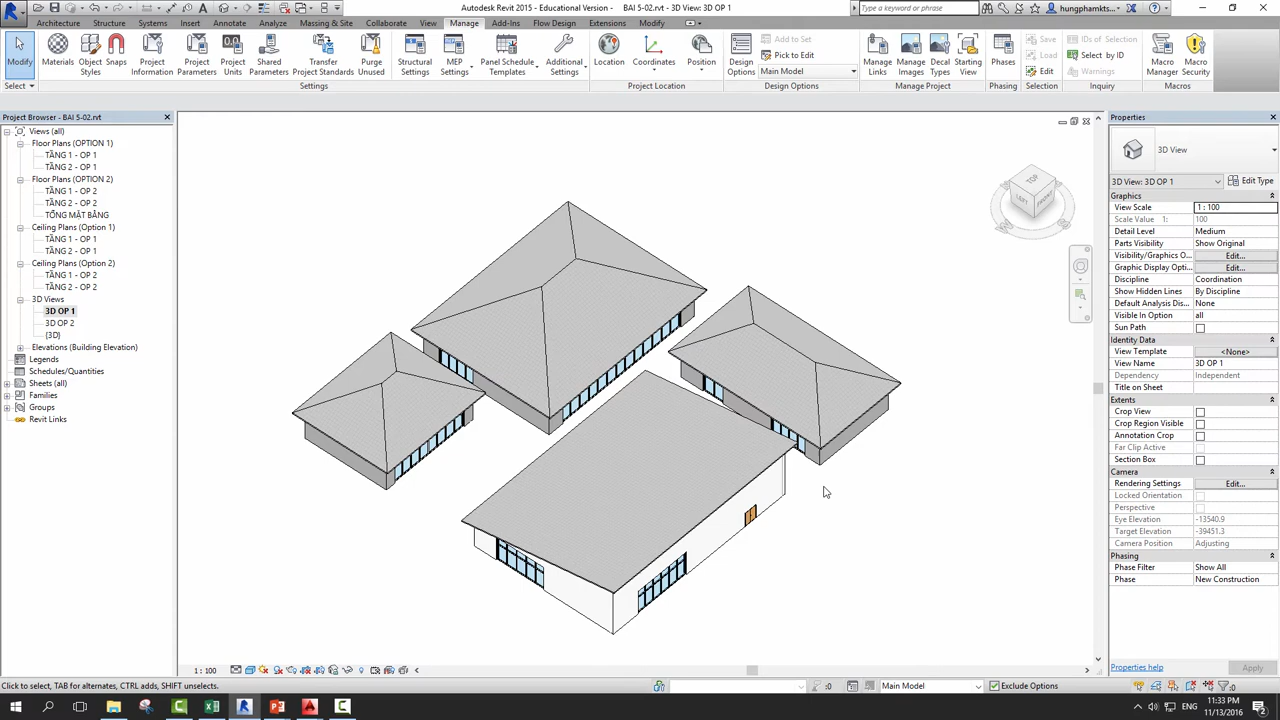 Autodesk Revit 2015 - Educational Version - BAI 5-02.rvt - 3D View: 3D OP 1
Type a keyword or phrase
hungphamkts...
Architecture Structure Systems Insert Annotate Analyze Massing & Site Collaborate View Manage Add-Ins Flow Design Extensions Modify
Modify
Materials
Object
Styles
Snaps
Project
Information
Project
Parameters
Project
Units
Shared
Parameters
Transfer
Project Standards
Purge
Unused
Structural
Settings
MEP
Settings
Panel Schedule
Templates
Additional
Settings
Location
Coordinates
Position
Design
Options
Add to Set
Pick to Edit
Main Model
Manage
Links
Manage
Images
Decal
Types
Starting
View
Phases
Save
Load
Edit
IDs of Selection
Select by ID
Warnings
Macro
Manager
Macro
Security
Select
Settings
Project Location
Design Options
Manage Project
Phasing
Selection
Inquiry
Macros
Project Browser - BAI 5-02.rvt
Views (all)
Floor Plans (OPTION 1)
TẦNG 1 - OP 1
TẦNG 2 - OP 1
Floor Plans (OPTION 2)
TẦNG 1 - OP 2
TẦNG 2 - OP 2
TỔNG MẶT BẰNG
Ceiling Plans (Option 1)
TẦNG 1 - OP 1
TẦNG 2 - OP 1
Ceiling Plans (Option 2)
TẦNG 1 - OP 2
TẦNG 2 - OP 2
3D Views
3D OP 1
3D OP 2
{3D}
Elevations (Building Elevation)
Legends
Schedules/Quantities
Sheets (all)
Families
Groups
Revit Links
TOP
LEFT
FRONT
Properties
3D View
3D View: 3D OP 1
Edit Type
Graphics
View Scale 1 : 100
Scale Value 1: 100
Detail Level Medium
Parts Visibility Show Original
Visibility/Graphics O... Edit...
Graphic Display Opti... Edit...
Discipline Coordination
Show Hidden Lines By Discipline
Default Analysis Dis... None
Visible In Option all
Sun Path
Identity Data
View Template <None>
View Name 3D OP 1
Dependency Independent
Title on Sheet
Extents
Crop View
Crop Region Visible
Annotation Crop
Far Clip Active
Section Box
Camera
Rendering Settings Edit...
Locked Orientation
Perspective
Eye Elevation -13540.9
Target Elevation -39451.3
Camera Position Adjusting
Phasing
Phase Filter Show All
Phase New Construction
Properties help
Apply
1 : 100
Click to select, TAB for alternates, CTRL adds, SHIFT unselects.
:0
Main Model
Exclude Options
:0
ENG
11:33 PM
11/13/2016